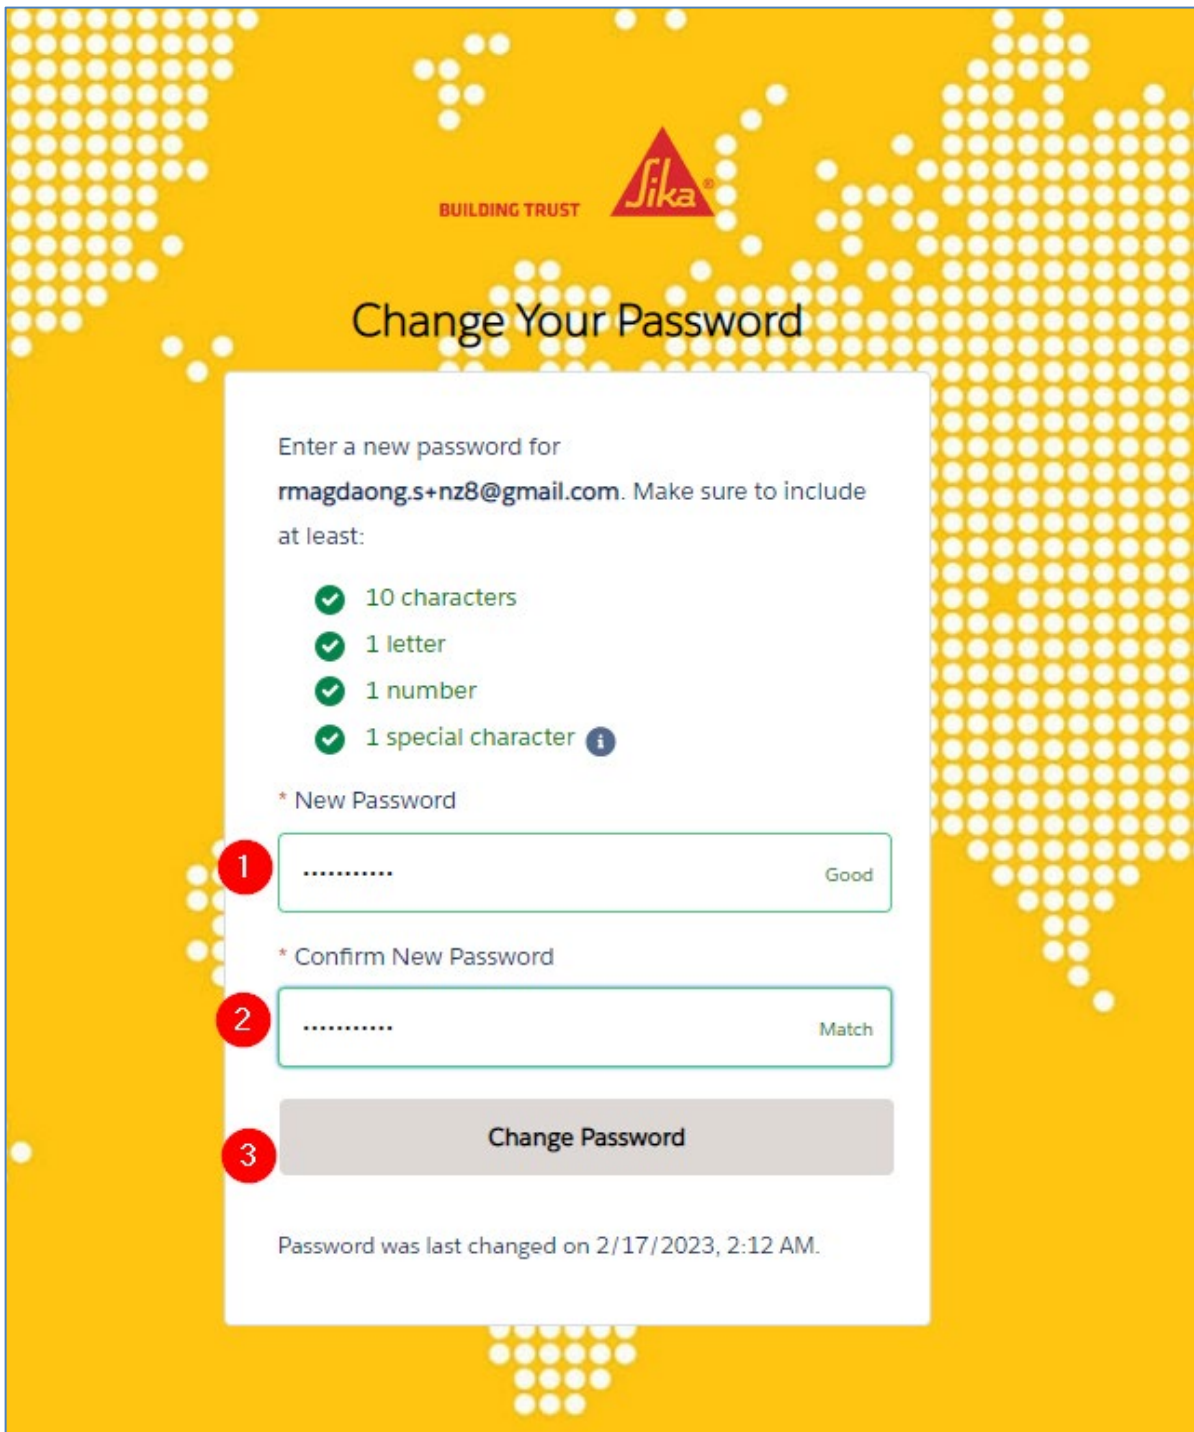 BUILDING TRUST
Sika®
Change Your Password
Enter a new password for
rmagdaong.s+nz8@gmail.com. Make sure to include
at least:
10 characters
1 letter
1 number
1 special character i
* New Password
1
••••••••••• Good
* Confirm New Password
2
••••••••••• Match
3
Change Password
Password was last changed on 2/17/2023, 2:12 AM.